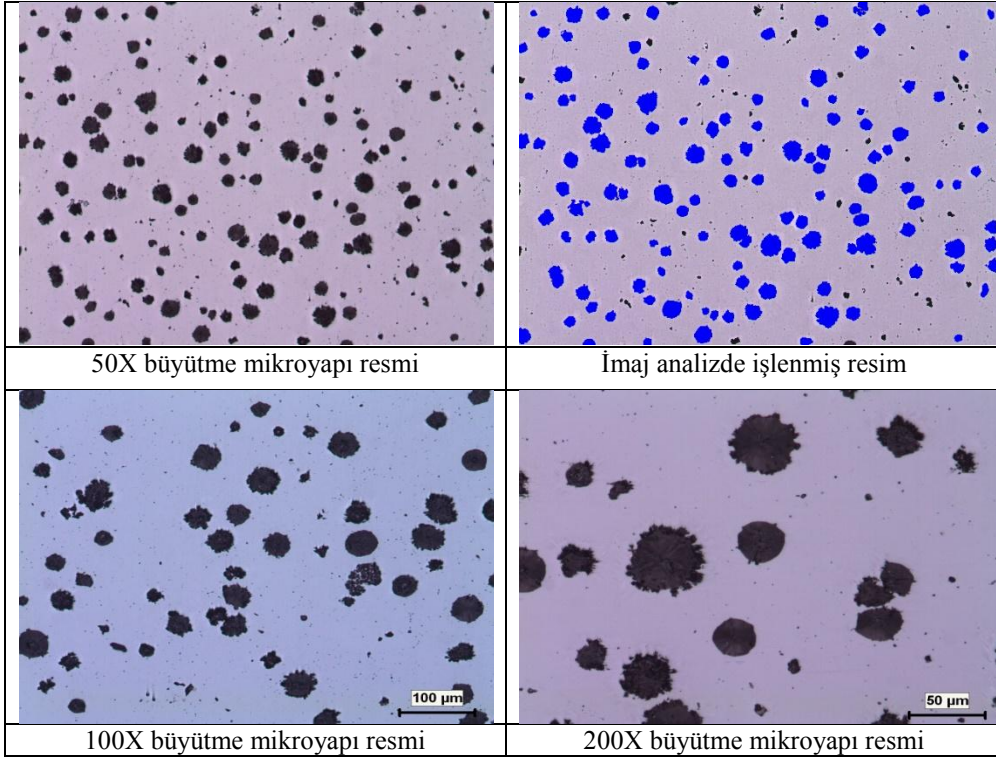 50X büyütme mikroyapı resmi
İmaj analizde işlenmiş resim
100 µm
50 µm
100X büyütme mikroyapı resmi
200X büyütme mikroyapı resmi